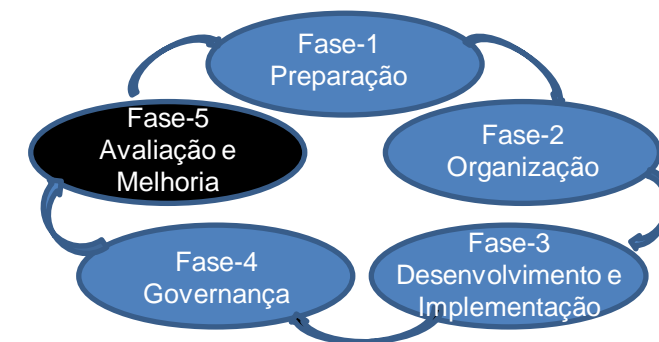 Fase-1
Preparação
Fase-2
Organização
Fase-3
Desenvolvimento e
Implementação
Fase-4
Governança
Fase-5
Avaliação e
Melhoria